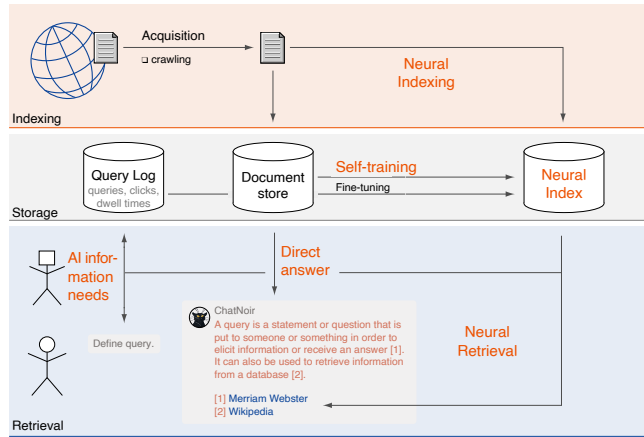 Acquisition
❑ crawling
Neural
Indexing
Indexing
Query Log
queries, clicks,
dwell times
Document
store
Self-training
Fine-tuning
Neural
Index
Storage
AI infor-
mation
needs
Direct
answer
Define query.
ChatNoir
A query is a statement or question that is
put to someone or something in order to
elicit information or receive an answer [1].
It can also be used to retrieve information
from a database [2].
[1] Merriam Webster
[2] Wikipedia
Neural
Retrieval
Retrieval